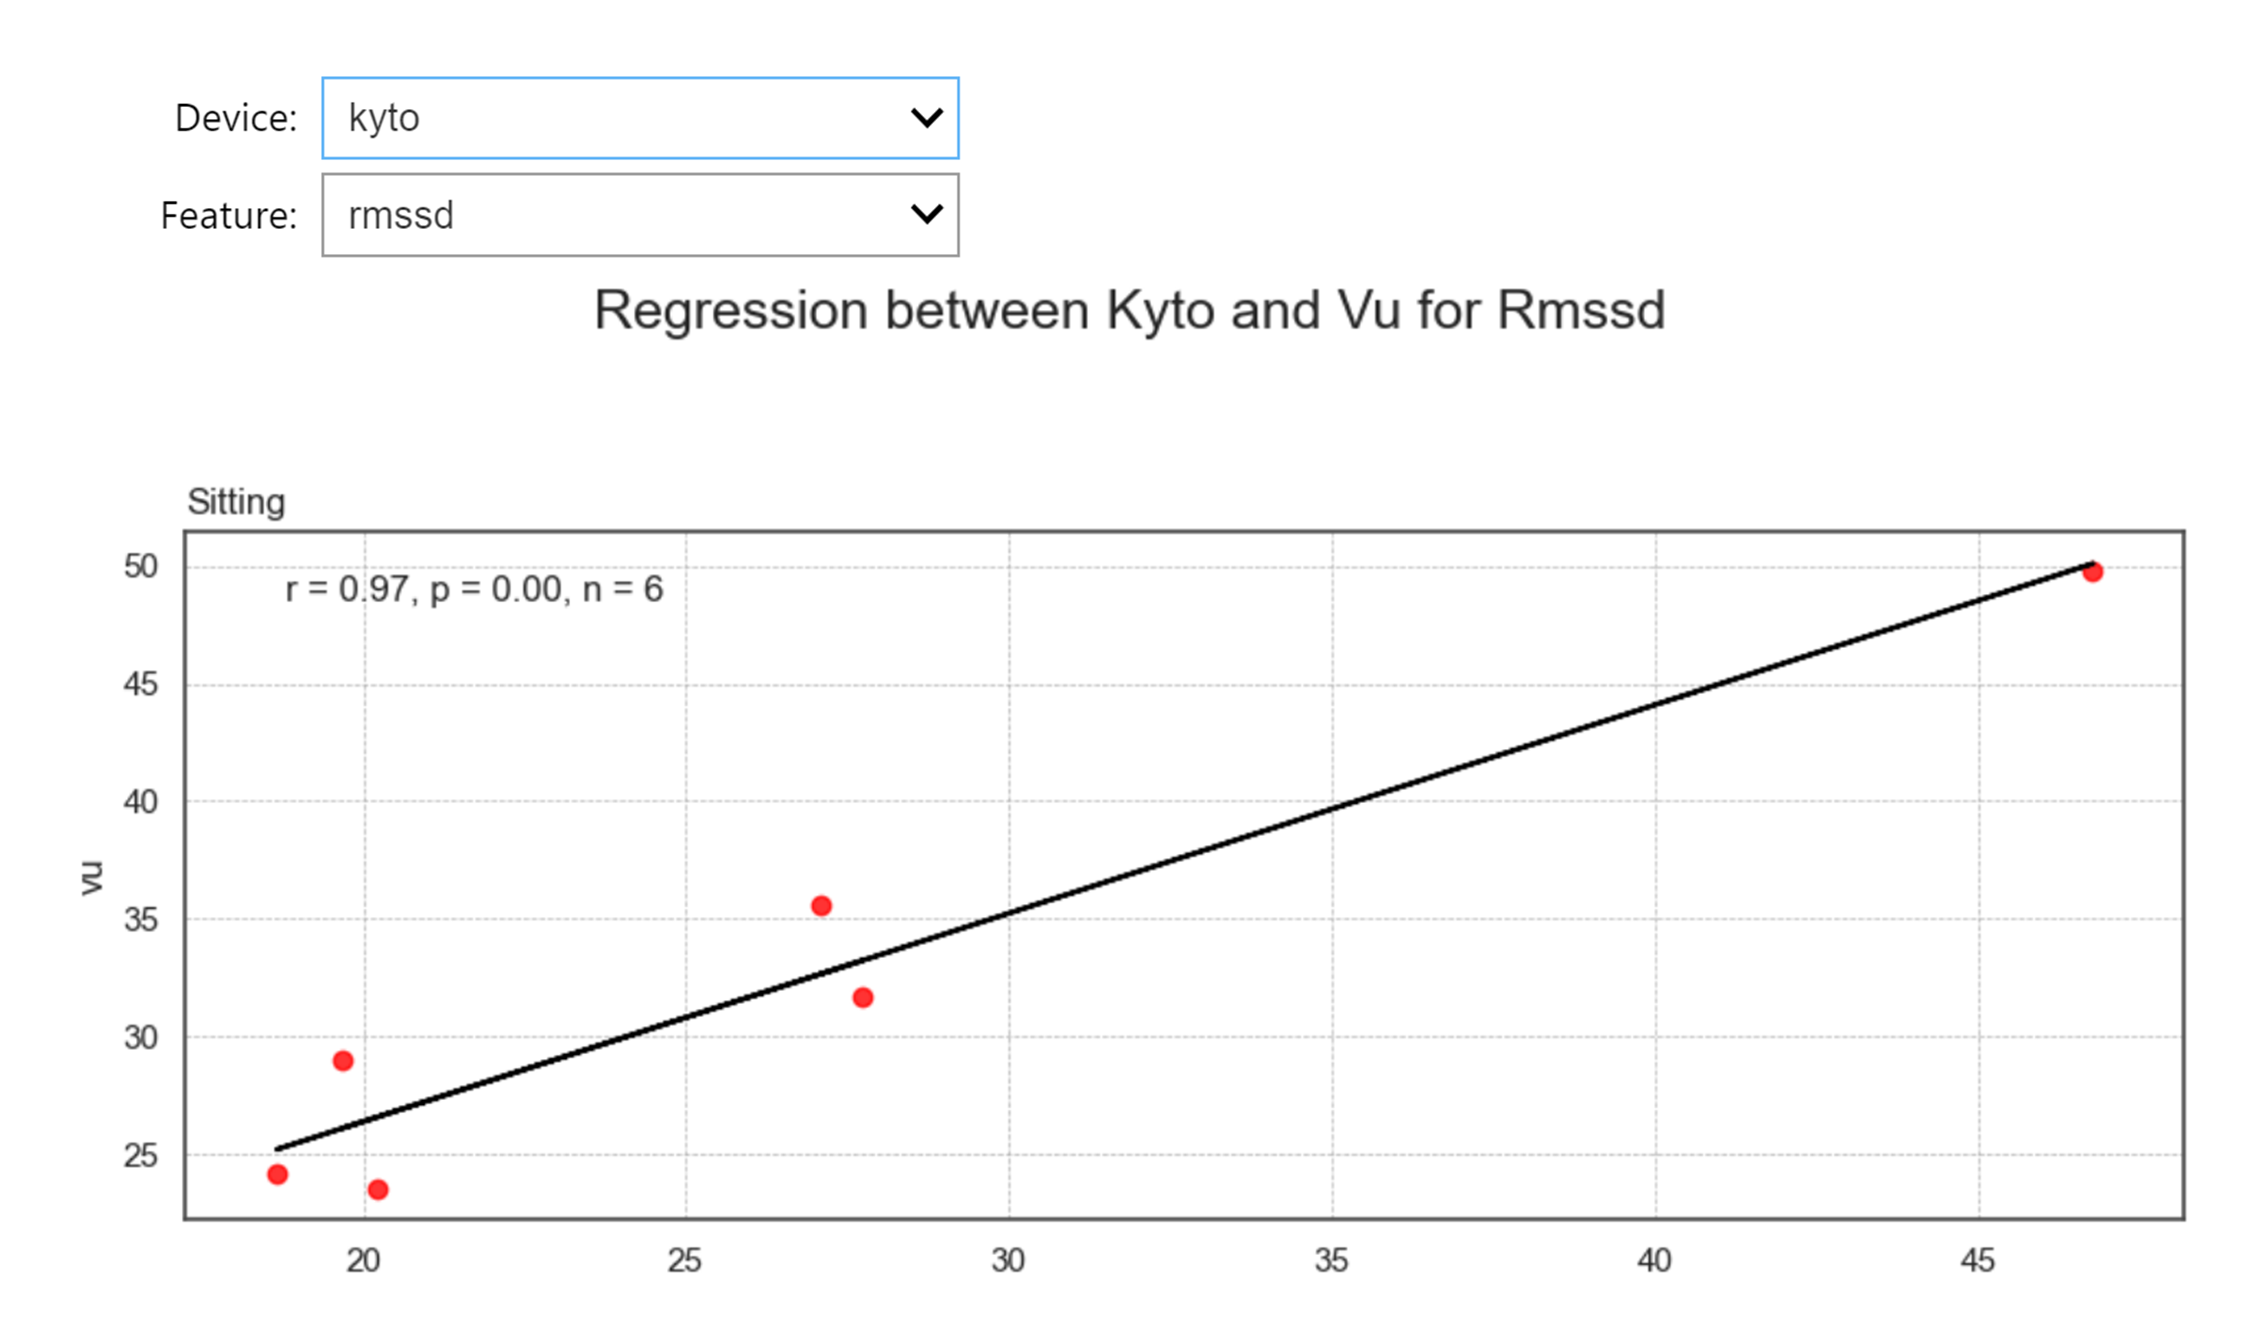 Device: kyto
Feature: rmssd
Regression between Kyto and Vu for Rmssd
Sitting
r = 0.97, p = 0.00, n = 6
50
45
40
35
30
25
vu
20 25 30 35 40 45